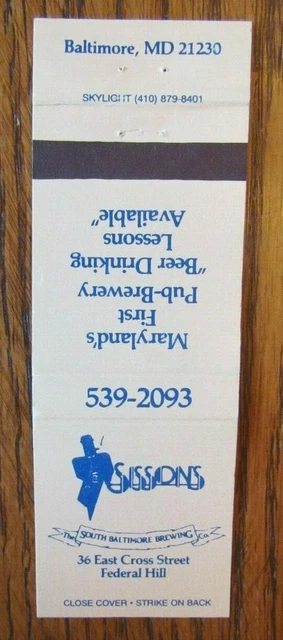 Baltimore, MD 21230
SKYLIGHT (410) 879-8401
Maryland's
First
Pub-Brewery
"Beer Drinking
Lessons
Available"
539-2093
SISSON'S
The SOUTH BALTIMORE BREWING Co.
36 East Cross Street
Federal Hill
CLOSE COVER • STRIKE ON BACK